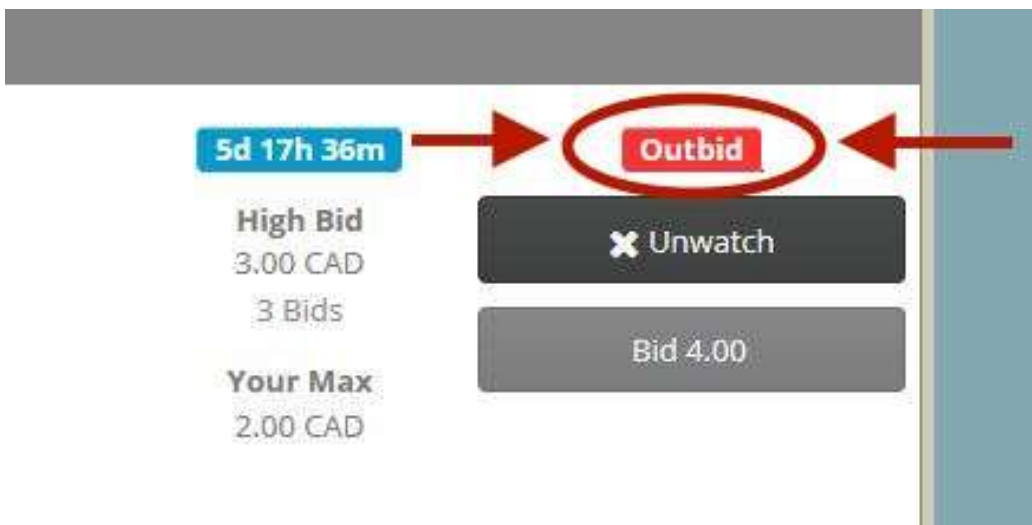 5d 17h 36m
Outbid
High Bid
3.00 CAD
3 Bids
Your Max
2.00 CAD
Unwatch
Bid 4.00